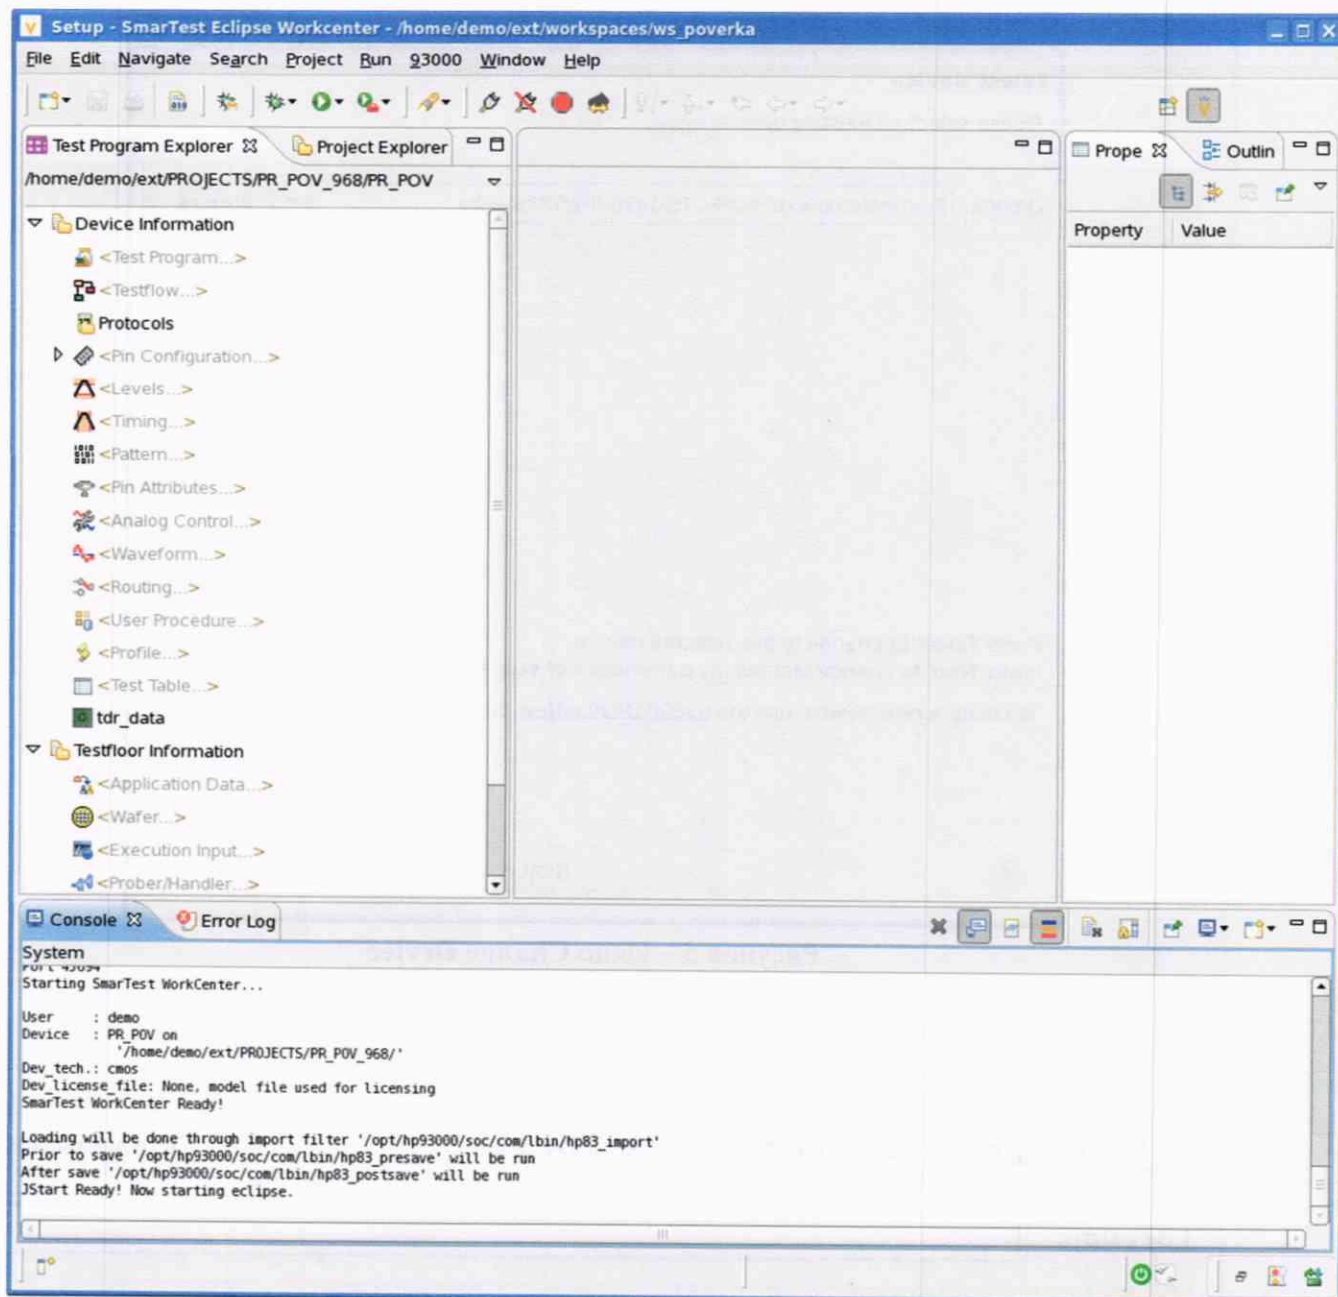 Setup - SmarTest Eclipse Workcenter - /home/demo/ext/workspaces/ws_poverka
File Edit Navigate Search Project Run 93000 Window Help
Test Program Explorer Project Explorer
Prope Outlin
/home/demo/ext/PROJECTS/PR_POV_968/PR_POV
Property Value
Device Information
<Test Program...>
<Testflow...>
Protocols
<Pin Configuration...>
<Levels...>
<Timing...>
<Pattern...>
<Pin Attributes...>
<Analog Control...>
<Waveform...>
<Routing...>
<User Procedure...>
<Profile...>
<Test Table...>
tdr_data
Testfloor Information
<Application Data...>
<Wafer...>
<Execution Input...>
<Prober/Handler...>
Console Error Log
System
Port 45094
Starting SmarTest WorkCenter...
User : demo
Device : PR_POV on
'/home/demo/ext/PROJECTS/PR_POV_968/'
Dev_tech.: cmos
Dev_license_file: None, model file used for licensing
SmarTest WorkCenter Ready!
Loading will be done through import filter '/opt/hp93000/soc/com/lbin/hp83_import'
Prior to save '/opt/hp93000/soc/com/lbin/hp83_presave' will be run
After save '/opt/hp93000/soc/com/lbin/hp83_postsave' will be run
JStart Ready! Now starting eclipse.